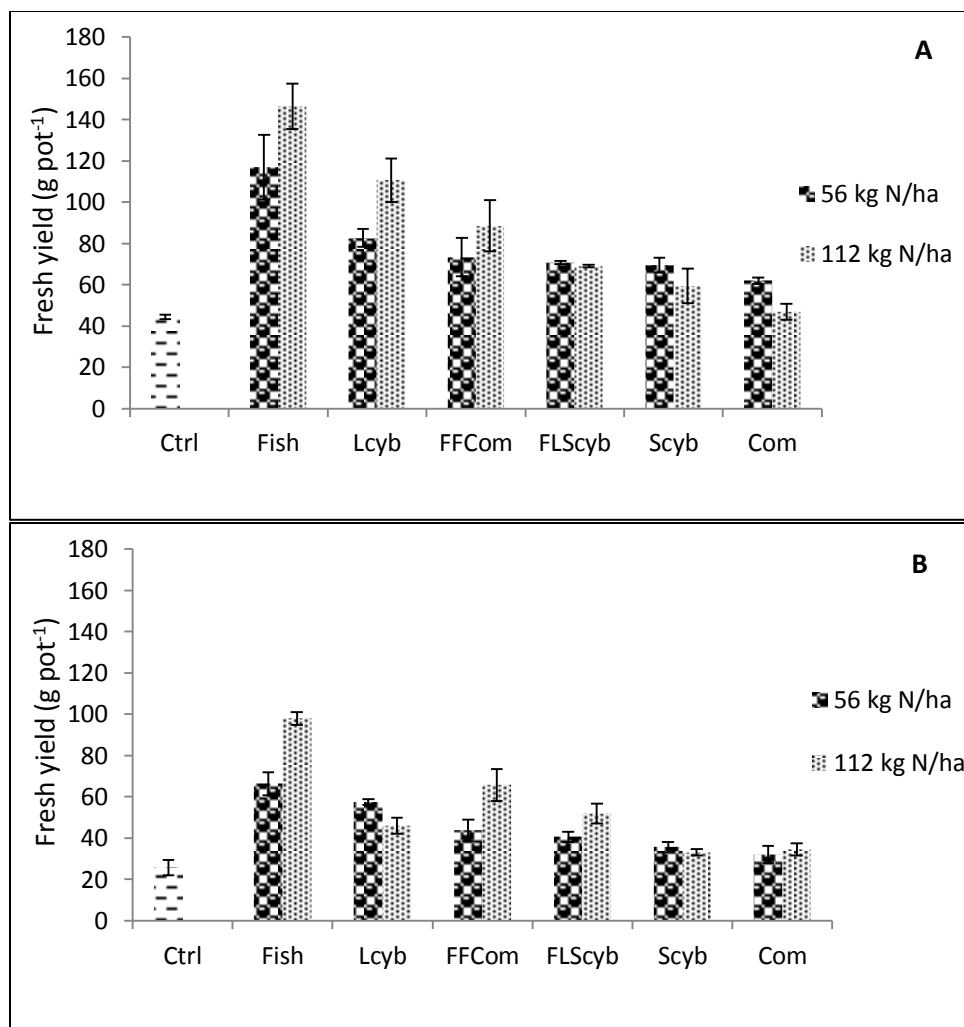 A
Fresh yield (g pot⁻¹)
180
160
140
120
100
80
60
40
20
0
56 kg N/ha
112 kg N/ha
Ctrl Fish Lcyb FFCom FLScyb Scyb Com
B
Fresh yield (g pot⁻¹)
180
160
140
120
100
80
60
40
20
0
56 kg N/ha
112 kg N/ha
Ctrl Fish Lcyb FFCom FLScyb Scyb Com